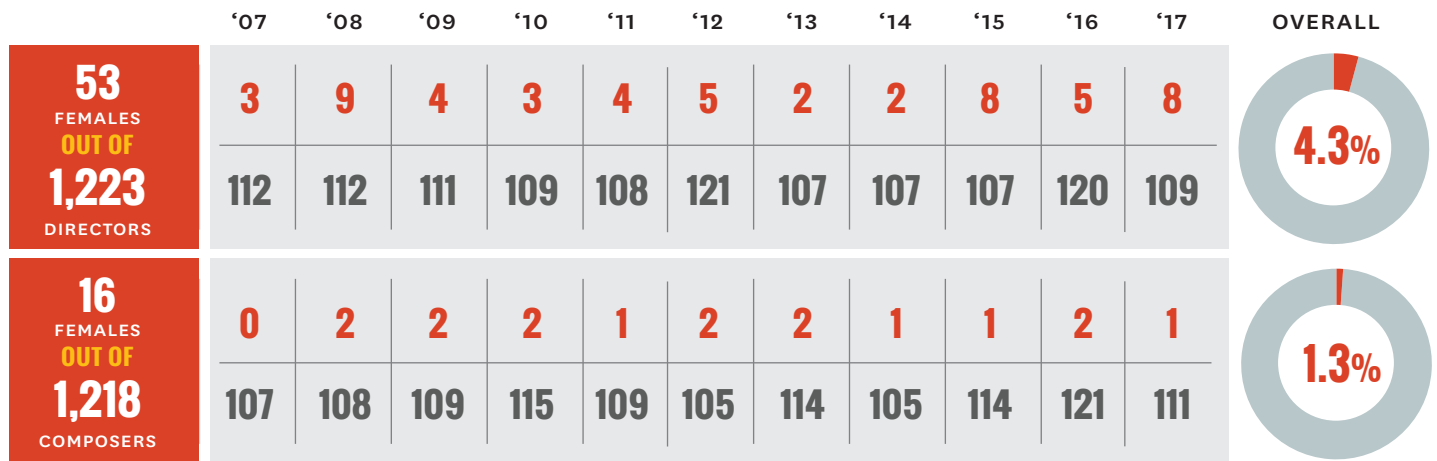 ‘07 ‘08 ‘09 ‘10 ‘11 ‘12 ‘13 ‘14 ‘15 ‘16 ‘17 OVERALL
53
FEMALES
OUT OF
1,223
DIRECTORS
3 9 4 3 4 5 2 2 8 5 8
112 112 111 109 108 121 107 107 107 120 109
4.3%
16
FEMALES
OUT OF
1,218
COMPOSERS
0 2 2 2 1 2 2 1 1 2 1
107 108 109 115 109 105 114 105 114 121 111
1.3%